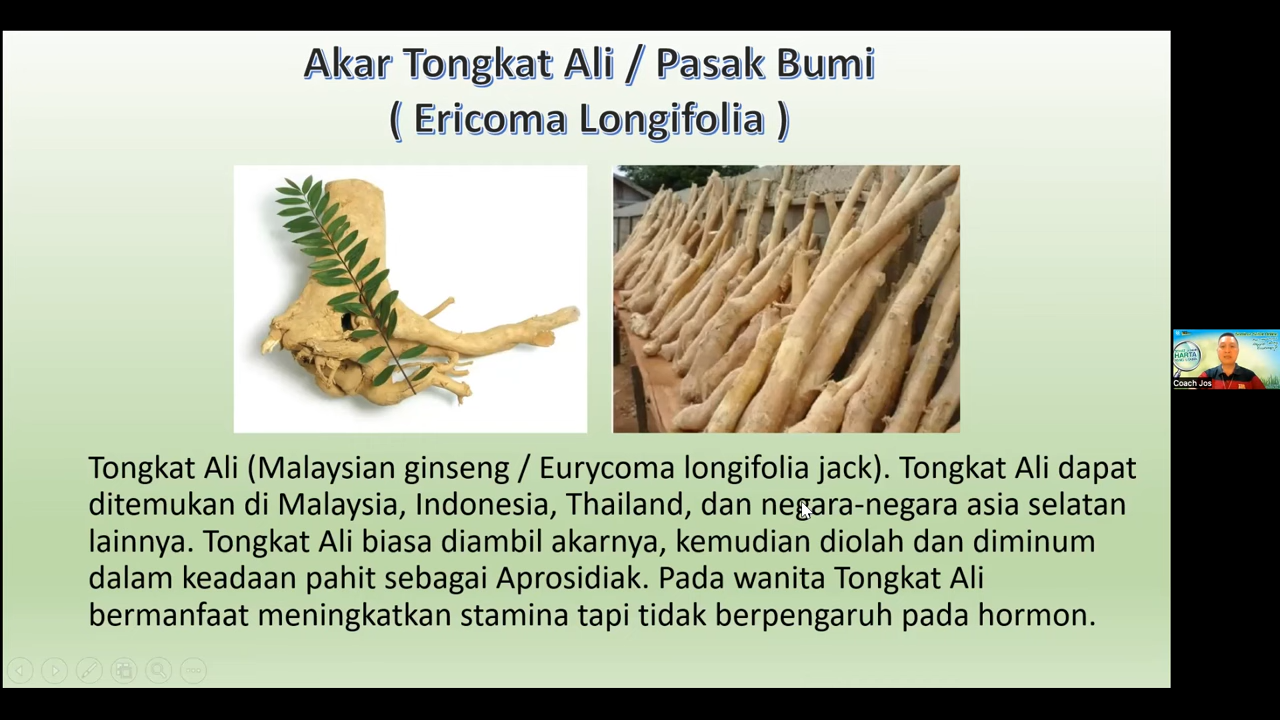 Akar Tongkat Ali / Pasak Bumi
( Ericoma Longifolia )
Tongkat Ali (Malaysian ginseng / Eurycoma longifolia jack). Tongkat Ali dapat
ditemukan di Malaysia, Indonesia, Thailand, dan negara-negara asia selatan
lainnya. Tongkat Ali biasa diambil akarnya, kemudian diolah dan diminum
dalam keadaan pahit sebagai Aprosidiak. Pada wanita Tongkat Ali
bermanfaat meningkatkan stamina tapi tidak berpengaruh pada hormon.
HARTA
Coach Jos